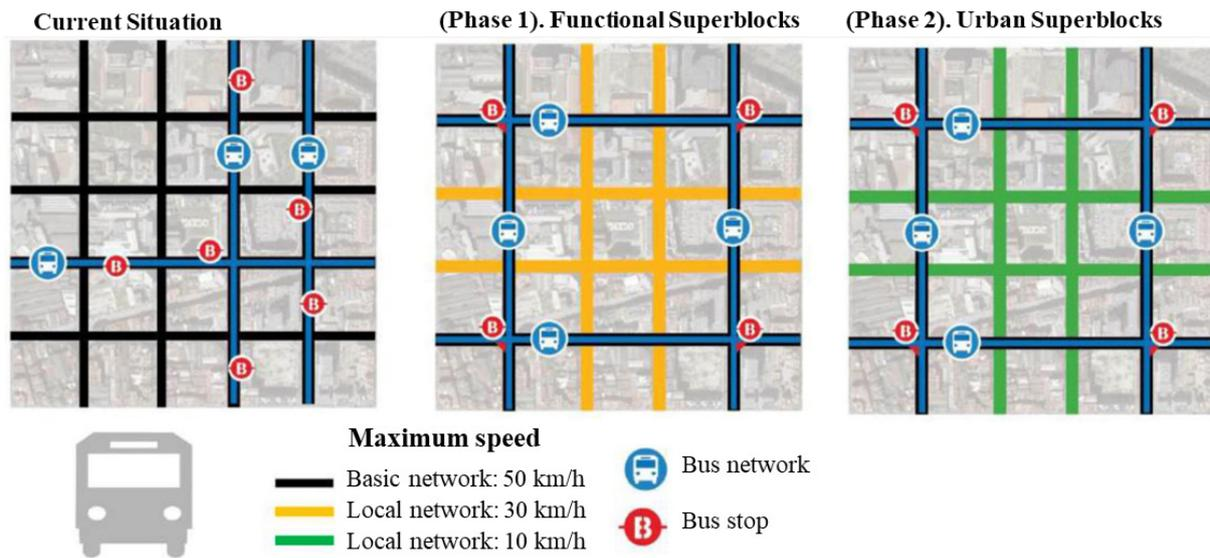 Current Situation
(Phase 1). Functional Superblocks
(Phase 2). Urban Superblocks
B
B
B
B
B
B
B
B
B
B
B
B
B
B
Maximum speed
Basic network: 50 km/h
Local network: 30 km/h
Local network: 10 km/h
Bus network
B
Bus stop